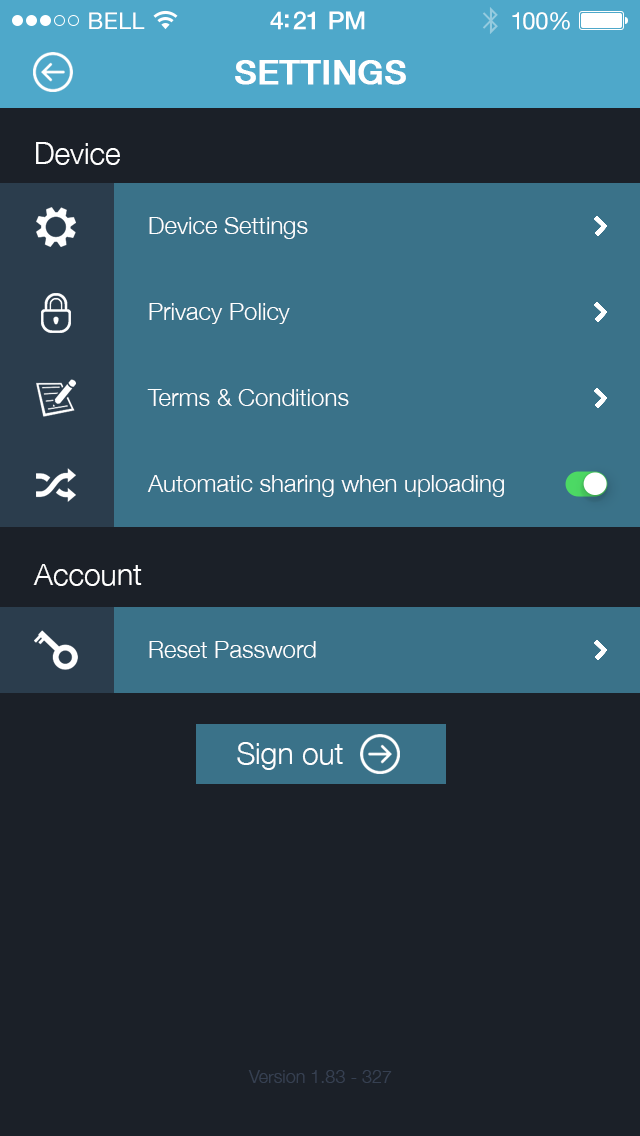 BELL 4:21 PM 100%
SETTINGS
Device
Device Settings
Privacy Policy
Terms & Conditions
Automatic sharing when uploading
Account
Reset Password
Sign out
Version 1.83 - 327